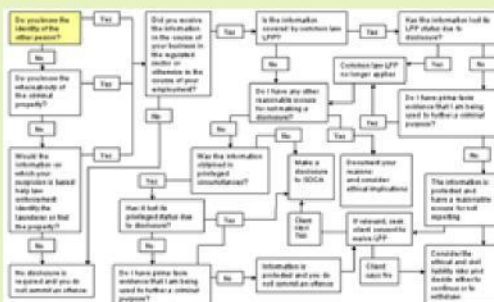 Do you know the
identity of the
other person?
Yes
No
Do you know the
whereabouts of
the criminal
property?
Yes
No
Would the
information on
which your
suspicion is based
help law
enforcement
identify the
launderer or find
the property?
Yes
No
No disclosure is
required and you do
not commit an offence
Did you receive
the information
in the course of
your business in
the regulated
sector or
otherwise in the
course of your
employment?
Yes
No
Is the information
covered by common law
LPP?
Yes
No
Has the information lost its
LPP status due to
disclosure?
Yes
No
Common law LPP
no longer applies
Do I have any other
reasonable excuse
for not making a
disclosure?
No
Yes
Do I have prima facie
evidence that I am being
used to further a criminal
purpose?
Yes
No
Was the information
obtained in
privileged
circumstances?
No
Yes
Make a
disclosure
to SOCA
Document your
reasons
and consider
ethical implications
The information is
protected and you
have a reasonable
excuse for not
reporting
Has it lost its
privileged status due
to disclosure?
Yes
No
Client
says
Yes
If relevant, seek
client consent to
waive LPP
Do I have prima facie
evidence that I am being
used to further a criminal
purpose?
No
Information is
protected and you do
not commit an offence
Client
says No
Consider the
ethical and civil
liability risks and
decide either to
continue or to
withdraw